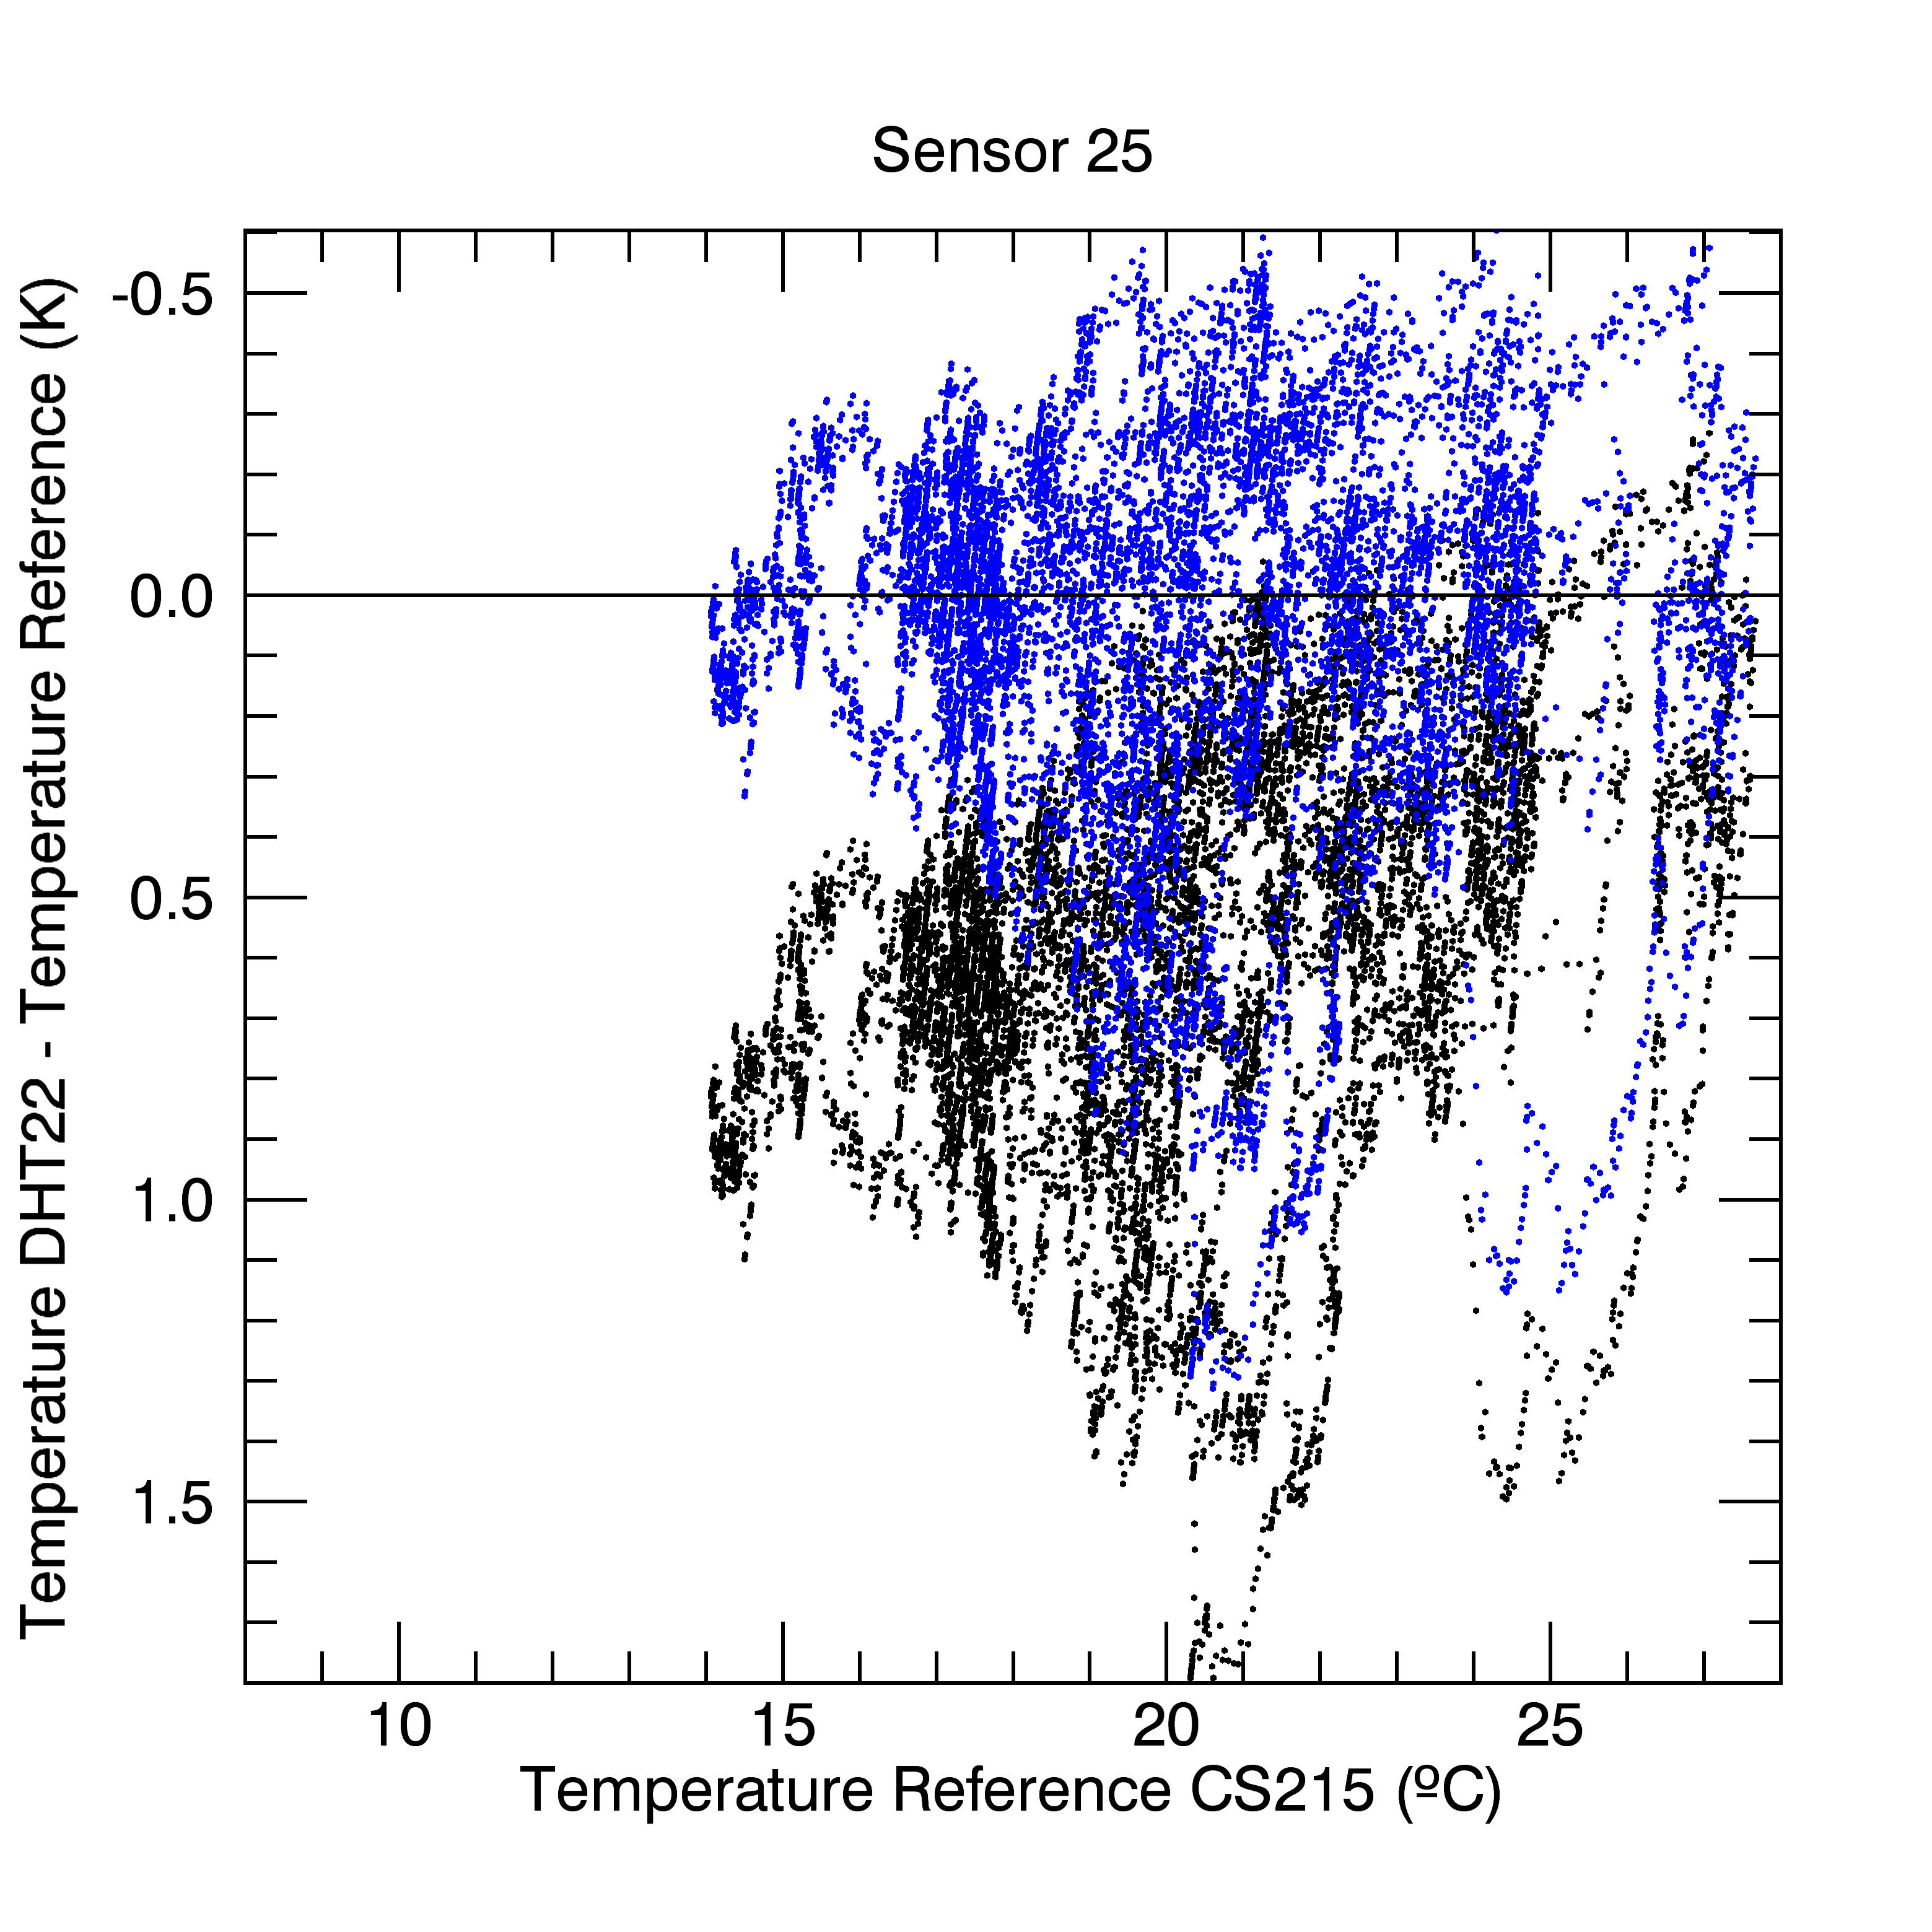 Sensor 25
Temperature DHT22 - Temperature Reference (K)
-0.5
0.0
0.5
1.0
1.5
10 15 20 25
Temperature Reference CS215 (ºC)